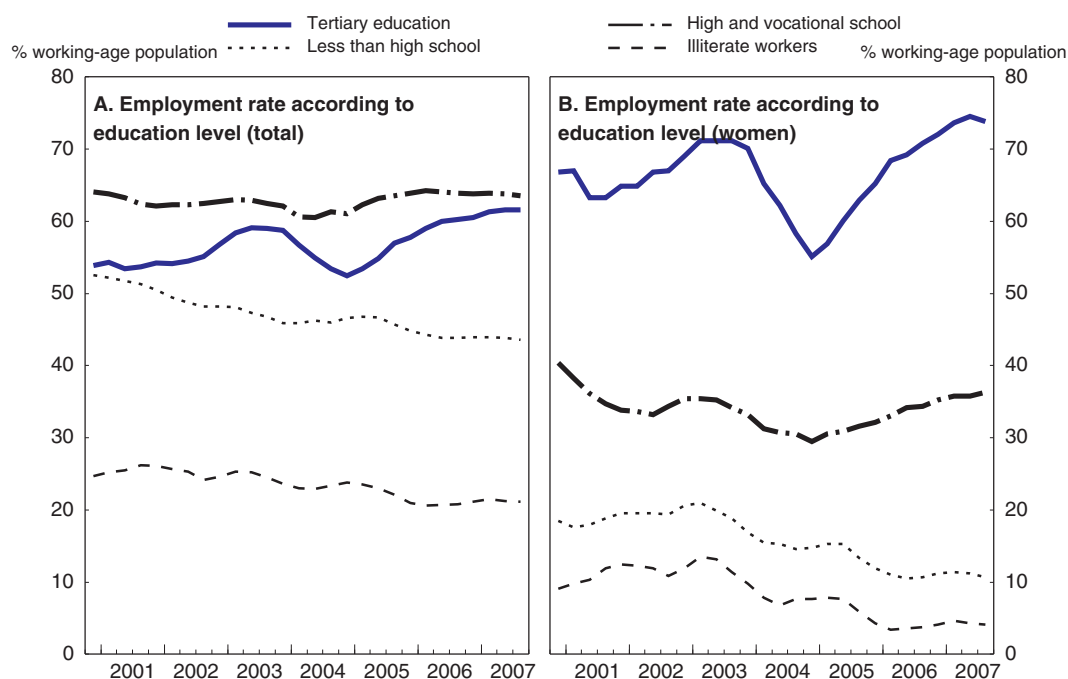 Tertiary education
High and vocational school
Less than high school
Illiterate workers
% working-age population
% working-age population
A. Employment rate according to
education level (total)
B. Employment rate according to
education level (women)
80
70
60
50
40
30
20
10
0
2001 2002 2003 2004 2005 2006 2007
80
70
60
50
40
30
20
10
0
2001 2002 2003 2004 2005 2006 2007